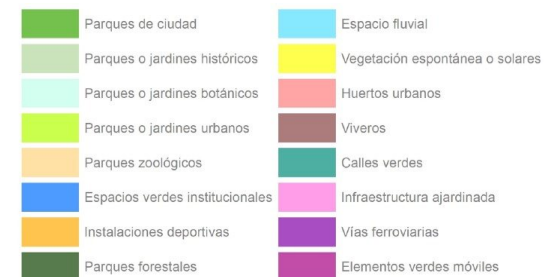 Parques de ciudad
Parques o jardines históricos
Parques o jardines botánicos
Parques o jardines urbanos
Parques zoológicos
Espacios verdes institucionales
Instalaciones deportivas
Parques forestales
Espacio fluvial
Vegetación espontánea o solares
Huertos urbanos
Viveros
Calles verdes
Infraestructura ajardinada
Vías ferroviarias
Elementos verdes móviles